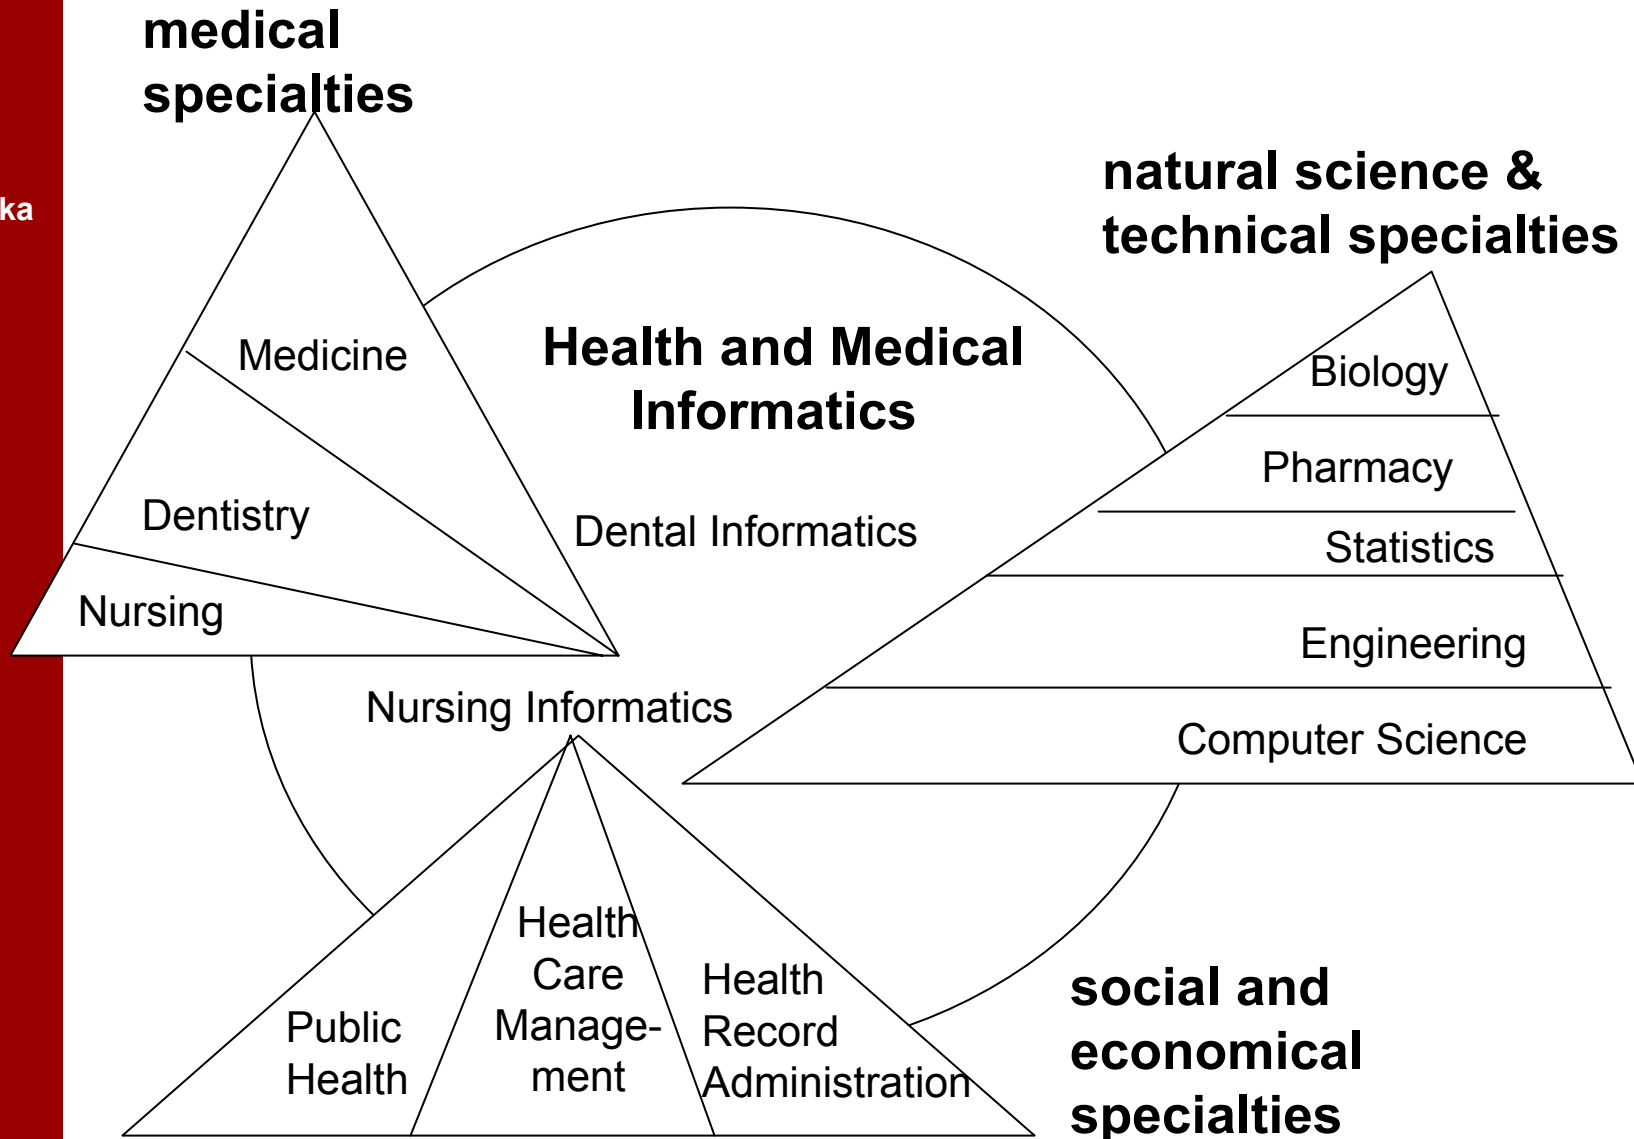 medical
specialties
natural science &
technical specialties
ka
Health and Medical
Informatics
Medicine
Biology
Pharmacy
Dentistry
Dental Informatics
Statistics
Nursing
Engineering
Nursing Informatics
Computer Science
Health
Care
Manage-
ment
Public
Health
Health
Record
Administration
social and
economical
specialties